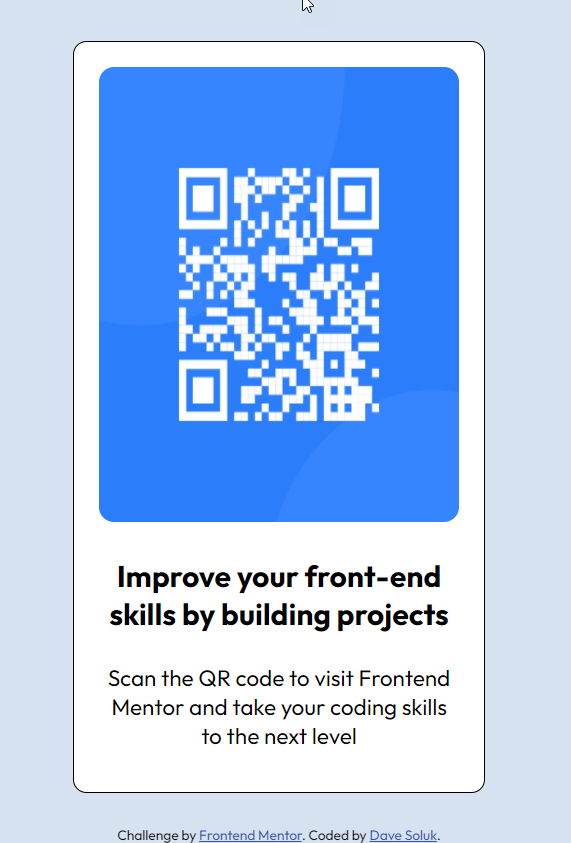 Improve your front-end
skills by building projects
Scan the QR code to visit Frontend
Mentor and take your coding skills
to the next level
Challenge by Frontend Mentor. Coded by Dave Soluk.